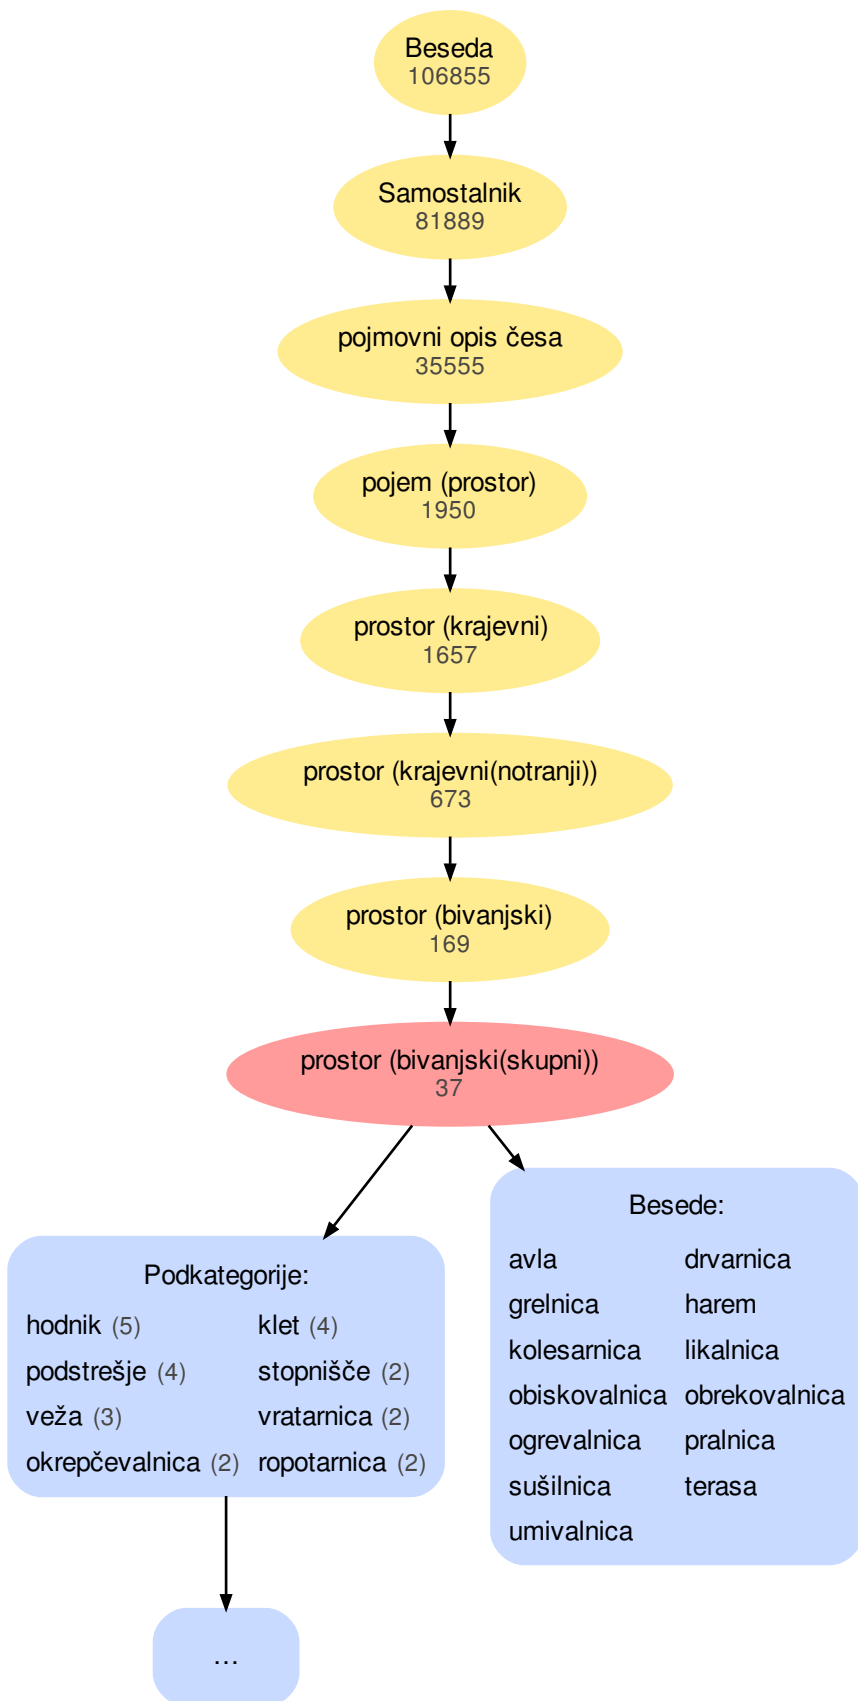 Beseda
106855
Samostalnik
81889
pojmovni opis česa
35555
pojem (prostor)
1950
prostor (krajevni)
1657
prostor (krajevni(notranji))
673
prostor (bivanjski)
169
prostor (bivanjski(skupni))
37
Podkategorije:
hodnik (5) klet (4)
podstrešje (4) stopnišče (2)
veža (3) vratarnica (2)
okrepčevalnica (2) ropotarnica (2)
...
Besede:
avla drvarnica
grelnica harem
kolesarnica likalnica
obiskovalnica obrekovalnica
ogrevalnica pralnica
sušilnica terasa
umivalnica